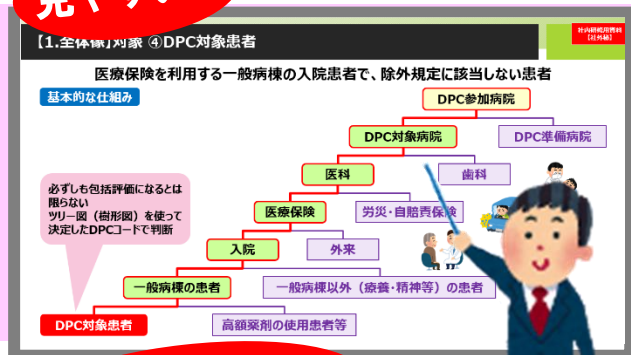 見やすい
【1.全体像】対象 ④DPC対象患者
社内研修用資料
【社外秘】
医療保険を利用する一般病棟の入院患者で、除外規定に該当しない患者
基本的な仕組み
DPC参加病院
DPC対象病院
DPC準備病院
医科
歯科
医療保険
労災・自賠責保険
入院
外来
一般病棟の患者
一般病棟以外（療養・精神等）の患者
DPC対象患者
高額薬剤の使用患者等
必ずしも包括評価になるとは
限らない
ツリー図（樹形図）を使って
決定したDPCコードで判断